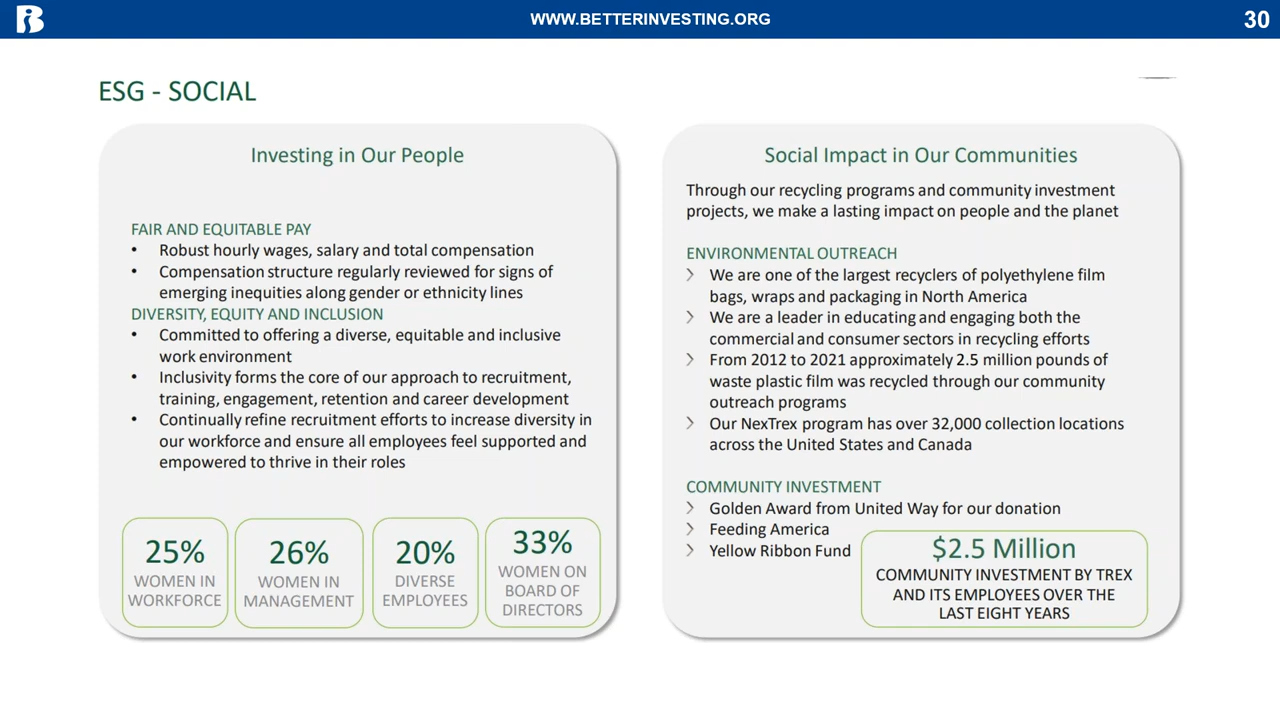 WWW.BETTERINVESTING.ORG
30
ESG - SOCIAL
Investing in Our People
FAIR AND EQUITABLE PAY
• Robust hourly wages, salary and total compensation
• Compensation structure regularly reviewed for signs of
emerging inequities along gender or ethnicity lines
DIVERSITY, EQUITY AND INCLUSION
• Committed to offering a diverse, equitable and inclusive
work environment
• Inclusivity forms the core of our approach to recruitment,
training, engagement, retention and career development
• Continually refine recruitment efforts to increase diversity in
our workforce and ensure all employees feel supported and
empowered to thrive in their roles
25%
WOMEN IN
WORKFORCE
26%
WOMEN IN
MANAGEMENT
20%
DIVERSE
EMPLOYEES
33%
WOMEN ON
BOARD OF
DIRECTORS
Social Impact in Our Communities
Through our recycling programs and community investment
projects, we make a lasting impact on people and the planet
ENVIRONMENTAL OUTREACH
> We are one of the largest recyclers of polyethylene film
bags, wraps and packaging in North America
> We are a leader in educating and engaging both the
commercial and consumer sectors in recycling efforts
> From 2012 to 2021 approximately 2.5 million pounds of
waste plastic film was recycled through our community
outreach programs
> Our NexTrex program has over 32,000 collection locations
across the United States and Canada
COMMUNITY INVESTMENT
> Golden Award from United Way for our donation
> Feeding America
> Yellow Ribbon Fund
$2.5 Million
COMMUNITY INVESTMENT BY TREX
AND ITS EMPLOYEES OVER THE
LAST EIGHT YEARS